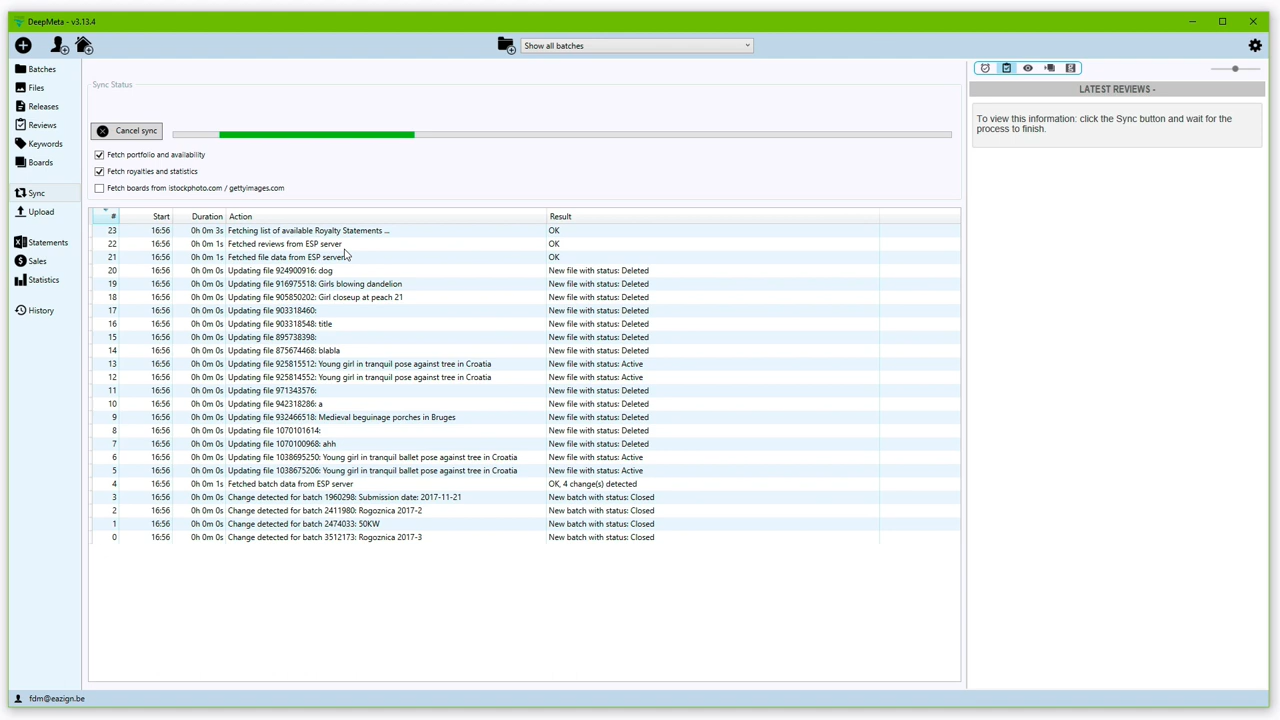 DeepMeta - v3.13.4
Show all batches
Batches
Files
Releases
Reviews
Keywords
Boards
Sync
Upload
Statements
Sales
Statistics
History
Sync Status
Cancel sync
Fetch portfolio and availability
Fetch royalties and statistics
Fetch boards from istockphoto.com / gettyimages.com
# Start Duration Action Result
23 16:56 0h 0m 3s Fetching list of available Royalty Statements ... OK
22 16:56 0h 0m 1s Fetched reviews from ESP server OK
21 16:56 0h 0m 1s Fetched file data from ESP server OK
20 16:56 0h 0m 0s Updating file 924900916: dog New file with status: Deleted
19 16:56 0h 0m 0s Updating file 916975518: Girls blowing dandelion New file with status: Deleted
18 16:56 0h 0m 0s Updating file 905850202: Girl closeup at peach 21 New file with status: Deleted
17 16:56 0h 0m 0s Updating file 903318460: New file with status: Deleted
16 16:56 0h 0m 0s Updating file 903318548: title New file with status: Deleted
15 16:56 0h 0m 0s Updating file 895738398: New file with status: Deleted
14 16:56 0h 0m 0s Updating file 875674468: blabla New file with status: Deleted
13 16:56 0h 0m 0s Updating file 925815512: Young girl in tranquil pose against tree in Croatia New file with status: Active
12 16:56 0h 0m 0s Updating file 925814552: Young girl in tranquil pose against tree in Croatia New file with status: Active
11 16:56 0h 0m 0s Updating file 971343576: New file with status: Deleted
10 16:56 0h 0m 0s Updating file 942318286: a New file with status: Deleted
9 16:56 0h 0m 0s Updating file 932466518: Medieval beguinage porches in Bruges New file with status: Deleted
8 16:56 0h 0m 0s Updating file 1070101614: New file with status: Deleted
7 16:56 0h 0m 0s Updating file 1070100968: ahh New file with status: Deleted
6 16:56 0h 0m 0s Updating file 1038695250: Young girl in tranquil ballet pose against tree in Croatia New file with status: Active
5 16:56 0h 0m 0s Updating file 1038675206: Young girl in tranquil ballet pose against tree in Croatia New file with status: Active
4 16:56 0h 0m 1s Fetched batch data from ESP server OK, 4 change(s) detected
3 16:56 0h 0m 0s Change detected for batch 1960298: Submission date: 2017-11-21 New batch with status: Closed
2 16:56 0h 0m 0s Change detected for batch 2411980: Rogoznica 2017-2 New batch with status: Closed
1 16:56 0h 0m 0s Change detected for batch 2474033: 50KW New batch with status: Closed
0 16:56 0h 0m 0s Change detected for batch 3512173: Rogoznica 2017-3 New batch with status: Closed
LATEST REVIEWS -
To view this information: click the Sync button and wait for the
process to finish.
fdm@eazign.be